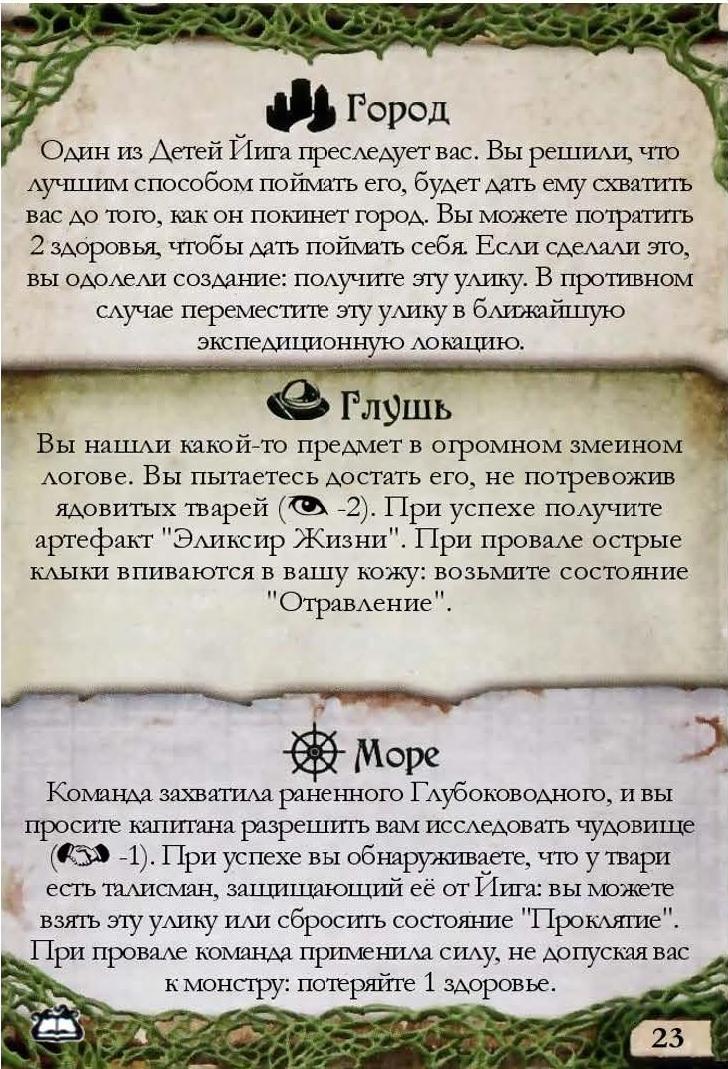 Город
Один из Детей Йига преследует вас. Вы решили, что
лучшим способом поймать его, будет дать ему схватить
вас до того, как он покинет город. Вы можете потратить
2 здоровья, чтобы дать поймать себя. Если сделали это,
вы одолели создание: получите эту улику. В противном
случае переместите эту улику в ближайшую
экспедиционную локацию.
Глушь
Вы нашли какой-то предмет в огромном змеином
логове. Вы пытаетесь достать его, не потревожив
ядовитых тварей ( -2). При успехе получите
артефакт "Эликсир Жизни". При провале острые
клыки впиваются в вашу кожу: возьмите состояние
"Отравление".
Море
Команда захватила раненного Глубоководного, и вы
просите капитана разрешить вам исследовать чудовище
( -1). При успехе вы обнаруживаете, что у твари
есть талисман, защищающий её от Йига: вы можете
взять эту улику или сбросить состояние "Проклятие".
При провале команда применила силу, не допуская вас
к монстру: потеряйте 1 здоровье.
23